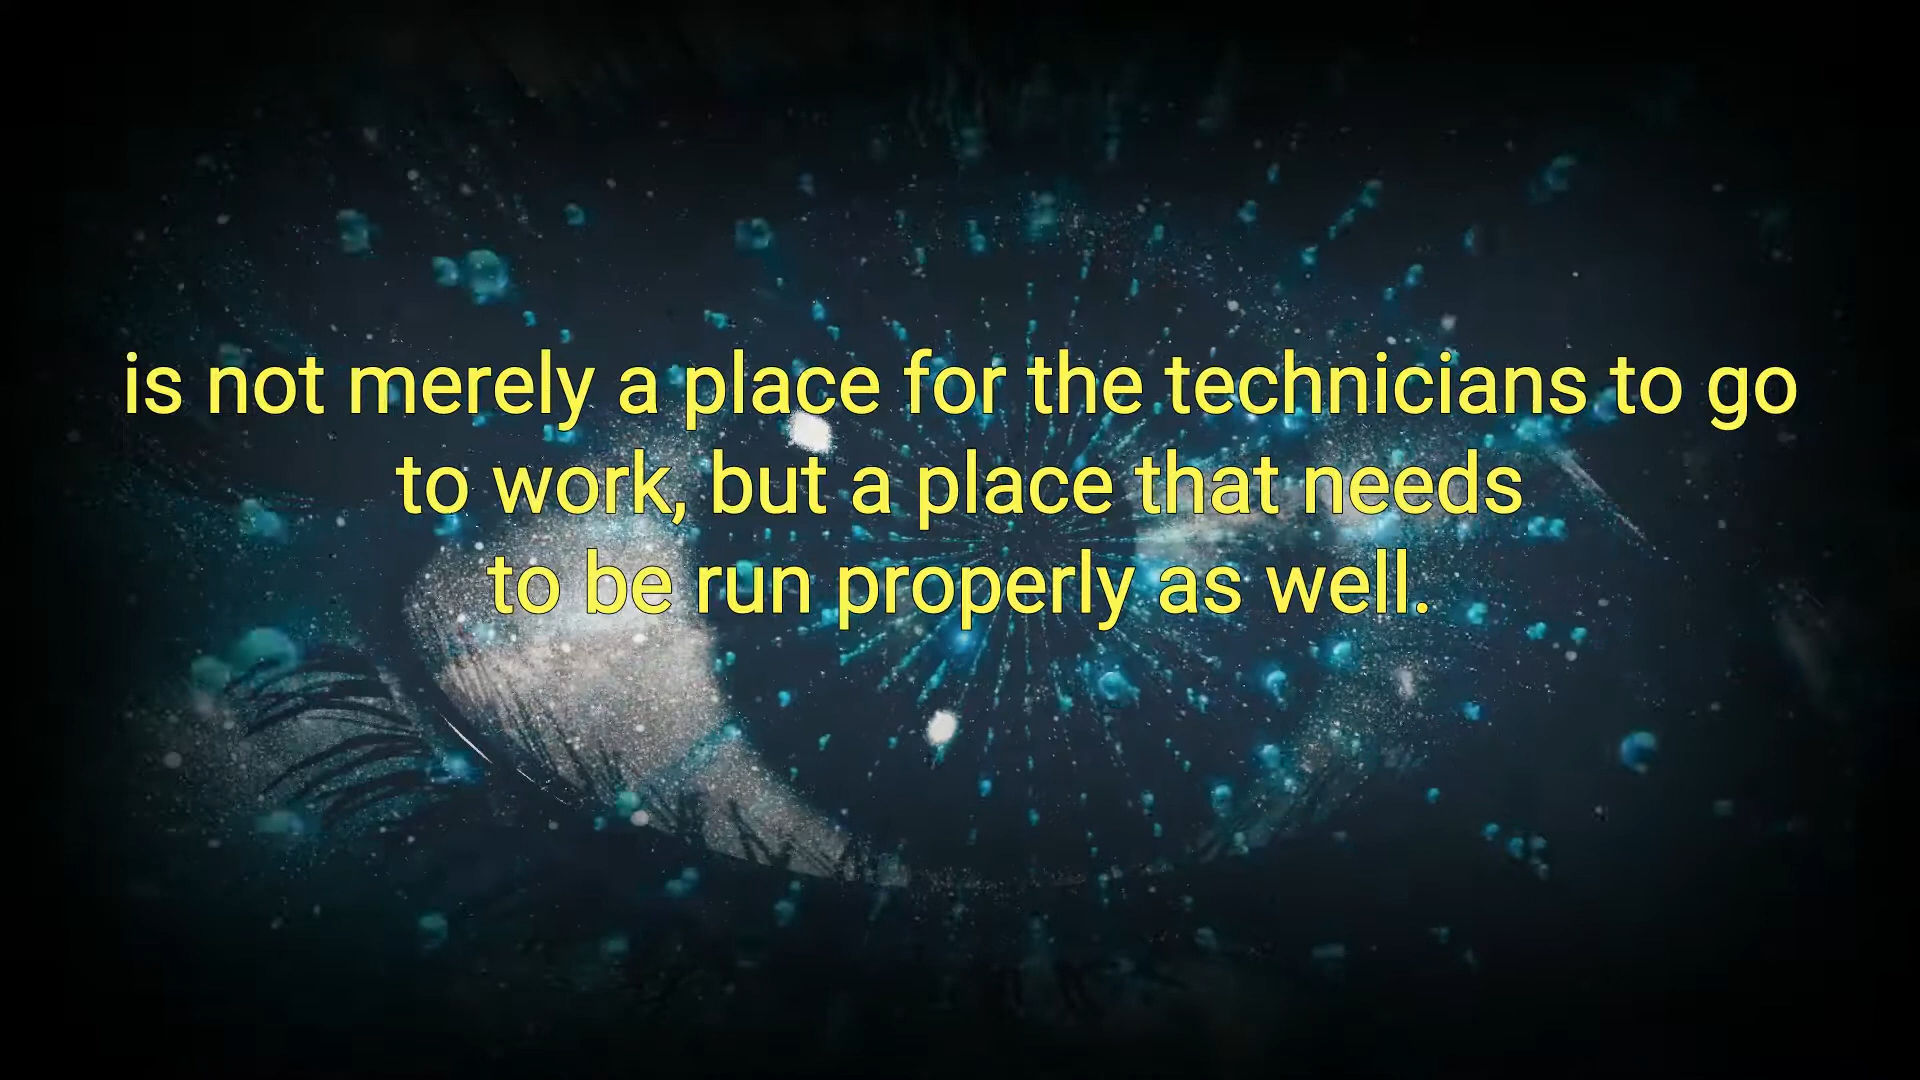 is not merely a place for the technicians to go
to work, but a place that needs
to be run properly as well.